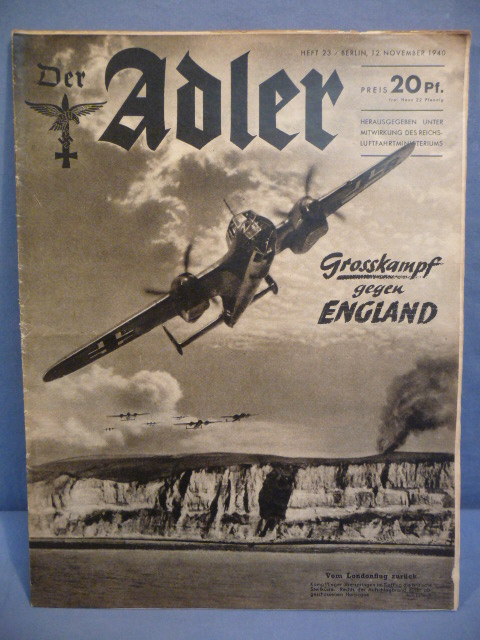 HEFT 23 / BERLIN, 12. NOVEMBER 1940
Der Adler
PREIS 20 Pf.
HERAUSGEGEBEN UNTER
MITWIRKUNG DES REICHS-
LUFTFAHRTMINISTERIUMS
Grosskampf
gegen
ENGLAND
Vom Londonflug zurück.